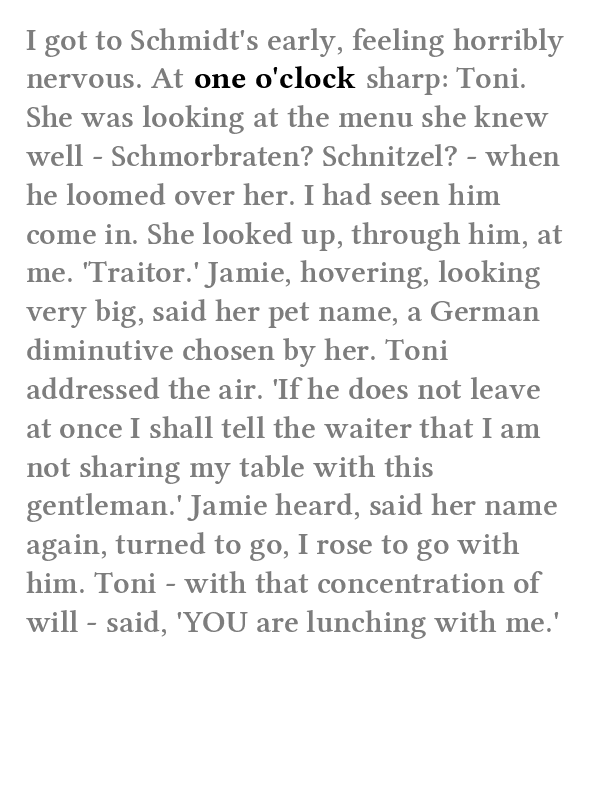 I got to Schmidt's early, feeling horribly
nervous. At one o'clock sharp: Toni.
She was looking at the menu she knew
well - Schmorbraten? Schnitzel? - when
he loomed over her. I had seen him
come in. She looked up, through him, at
me. 'Traitor.' Jamie, hovering, looking
very big, said her pet name, a German
diminutive chosen by her. Toni
addressed the air. 'If he does not leave
at once I shall tell the waiter that I am
not sharing my table with this
gentleman.' Jamie heard, said her name
again, turned to go, I rose to go with
him. Toni - with that concentration of
will - said, 'YOU are lunching with me.'